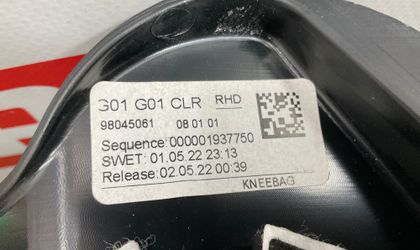 G01 G01 CLR RHD
98045061 08 01 01
Sequence:000001937750
SWET: 01.05.22 23:13
Release:02.05.22 00:39
KNEEBAG